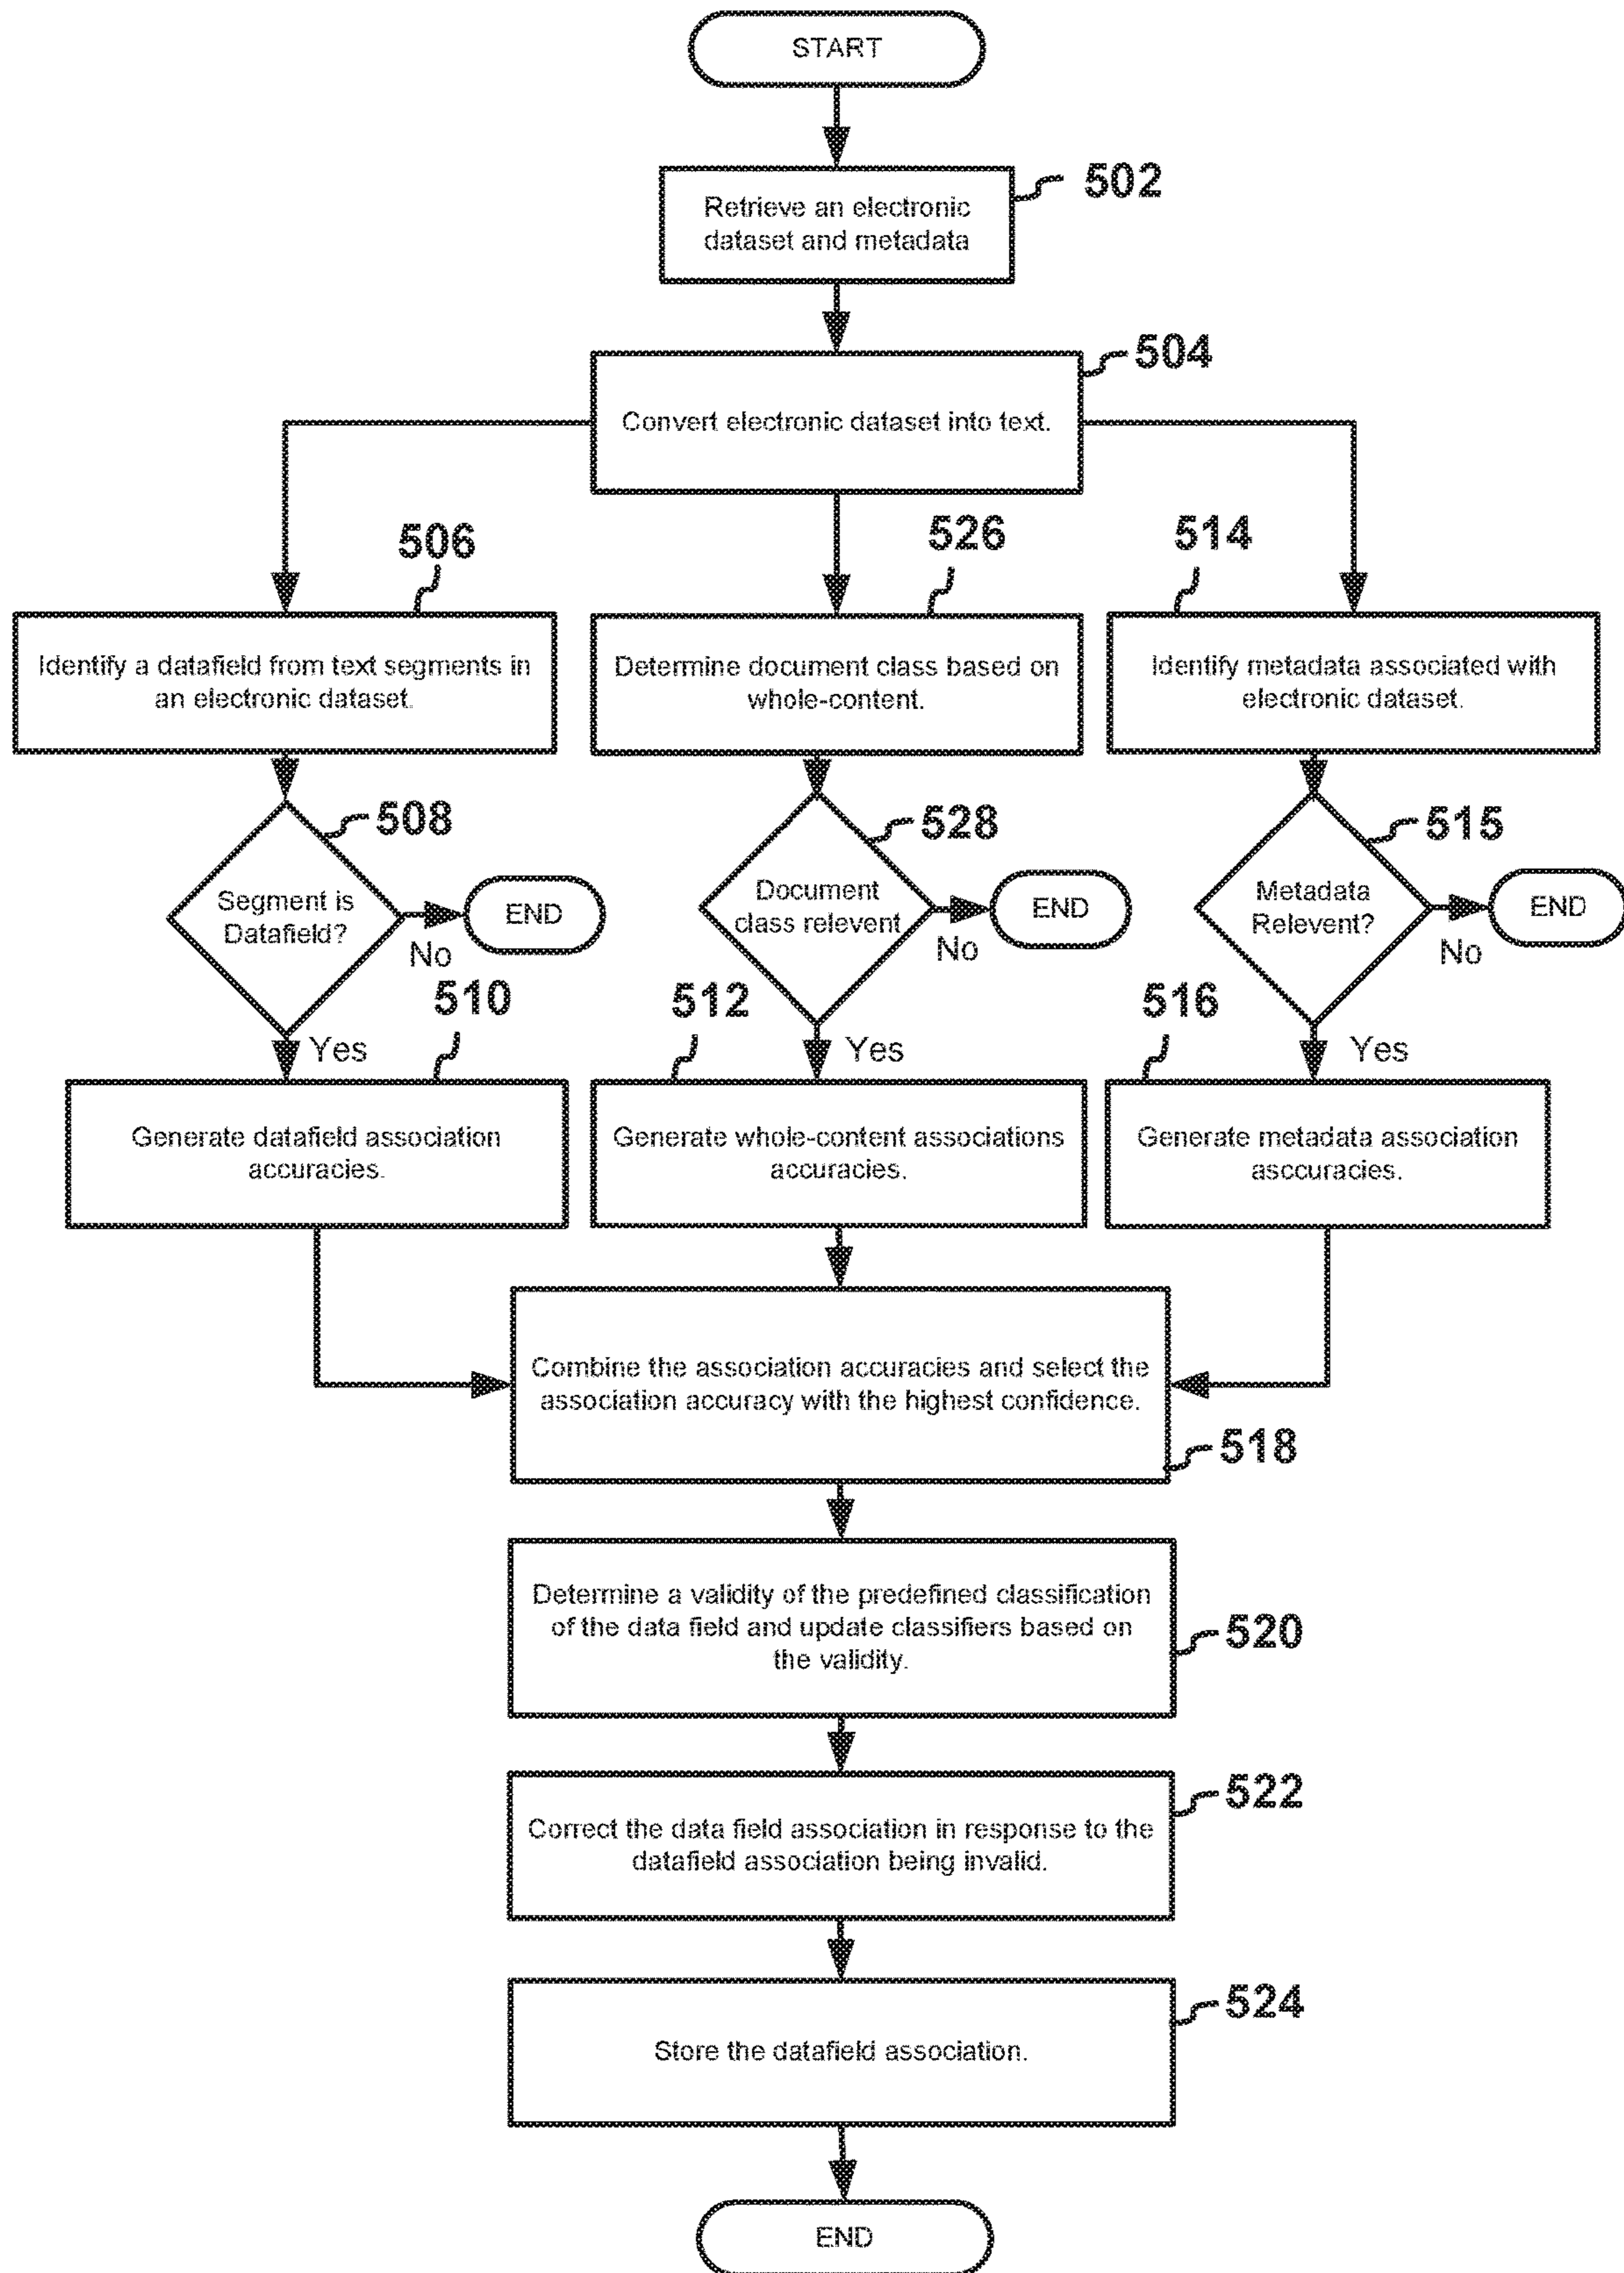 START
502
Retrieve an electronic
dataset and metadata
504
Convert electronic dataset into text.
506
526
514
Identify a datafield from text segments in
an electronic dataset.
Determine document class based on
whole-content.
Identify metadata associated with
electronic dataset.
508
528
515
Segment is
Datafield?
END
No
Document
class relevent
END
No
Metadata
Relevent?
END
No
510
512
516
Yes
Yes
Yes
Generate datafield association
accuracies.
Generate whole-content associations
accuracies.
Generate metadata association
asccuracies.
Combine the association accuracies and select the
association accuracy with the highest confidence.
518
Determine a validity of the predefined classification
of the data field and update classifiers based on
the validity.
520
522
Correct the data field association in response to the
datafield association being invalid.
524
Store the datafield association.
END